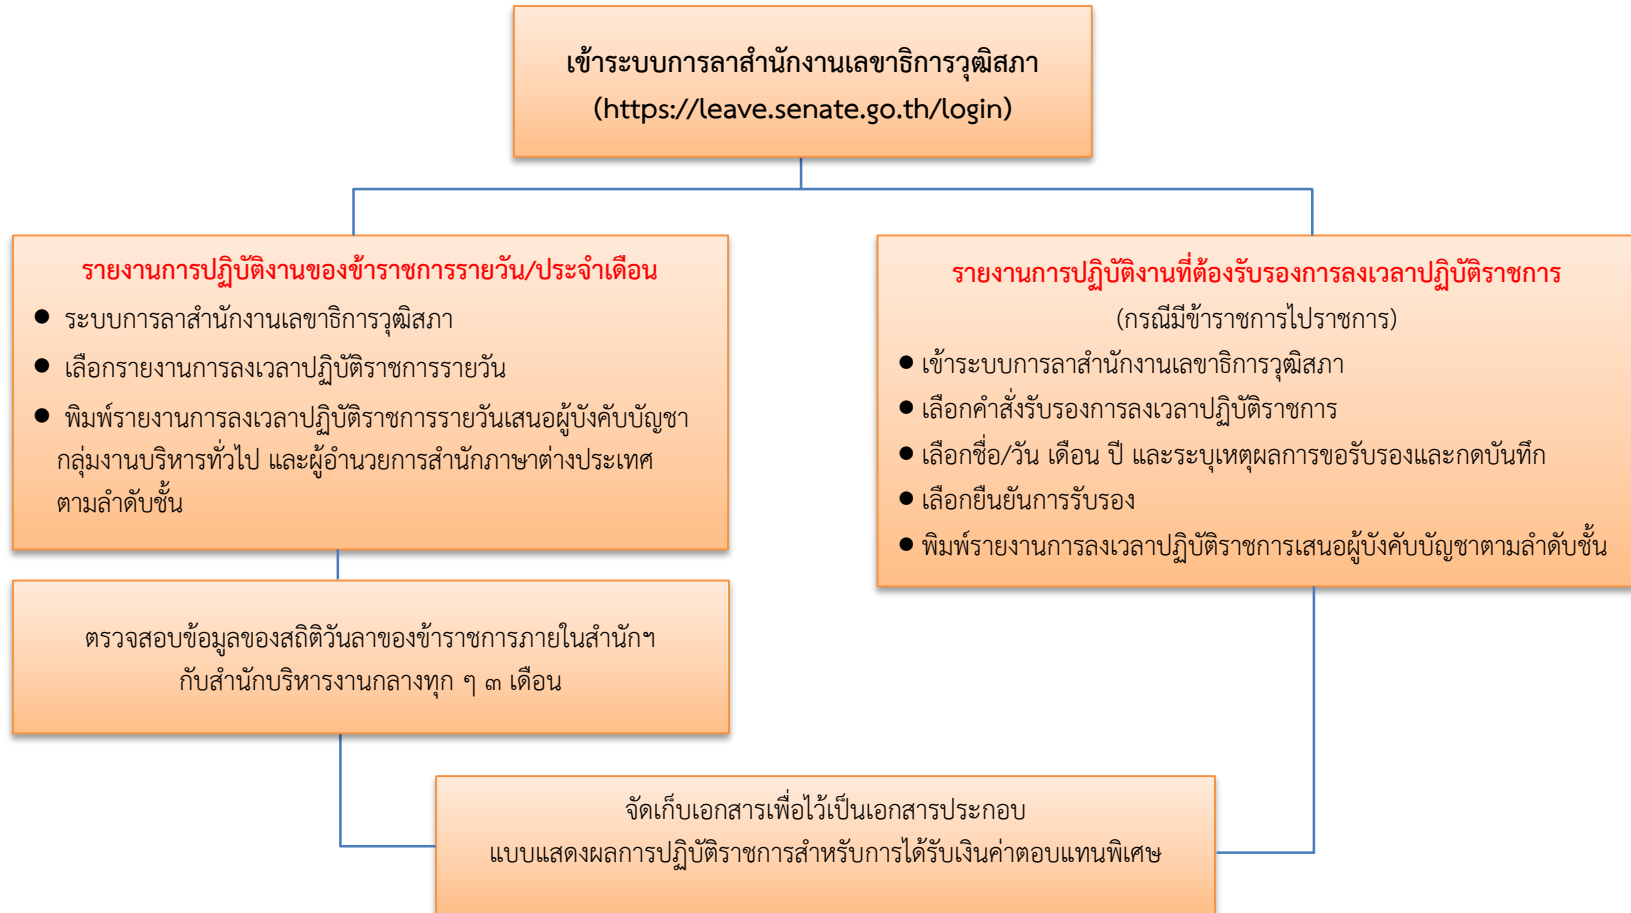 เข้าระบบการลาสำนักงานเลขาธิการวุฒิสภา
(https://leave.senate.go.th/login)
รายงานการปฏิบัติงานของข้าราชการรายวัน/ประจำเดือน
● ระบบการลาสำนักงานเลขาธิการวุฒิสภา
● เลือกรายงานการลงเวลาปฏิบัติราชการรายวัน
● พิมพ์รายงานการลงเวลาปฏิบัติราชการรายวันเสนอผู้บังคับบัญชา
กลุ่มงานบริหารทั่วไป และผู้อำนวยการสำนักภาษาต่างประเทศ
ตามลำดับชั้น
รายงานการปฏิบัติงานที่ต้องรับรองการลงเวลาปฏิบัติราชการ
(กรณีมีข้าราชการไปราชการ)
● เข้าระบบการลาสำนักงานเลขาธิการวุฒิสภา
● เลือกคำสั่งรับรองการลงเวลาปฏิบัติราชการ
● เลือกชื่อ/วัน เดือน ปี และระบุเหตุผลการขอรับรองและกดบันทึก
● เลือกยืนยันการรับรอง
● พิมพ์รายงานการลงเวลาปฏิบัติราชการเสนอผู้บังคับบัญชาตามลำดับชั้น
ตรวจสอบข้อมูลของสถิติวันลาของข้าราชการภายในสำนักฯ
กับสำนักบริหารงานกลางทุก ๆ ๓ เดือน
จัดเก็บเอกสารเพื่อไว้เป็นเอกสารประกอบ
แบบแสดงผลการปฏิบัติราชการสำหรับการได้รับเงินค่าตอบแทนพิเศษ